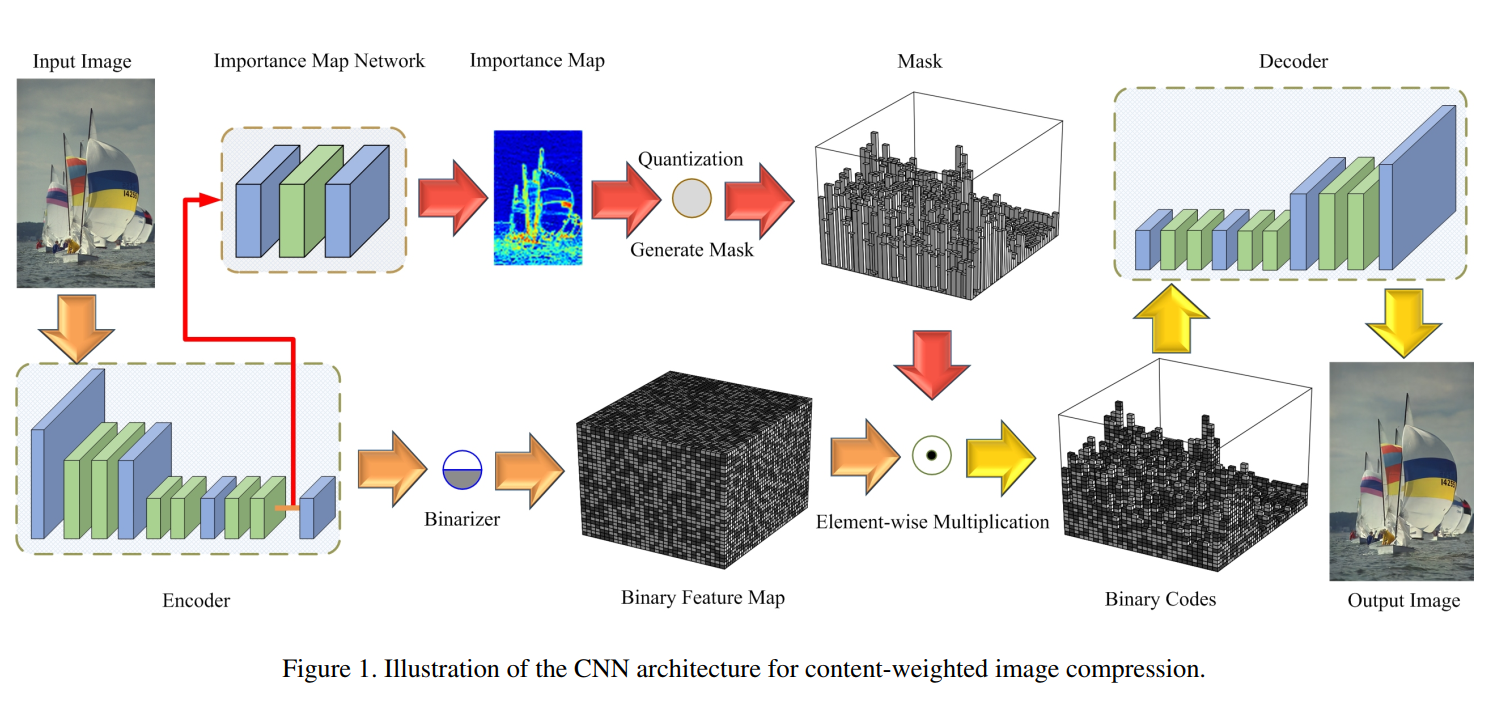 Input Image
Importance Map Network
Importance Map
Mask
Decoder
Quantization
Generate Mask
Binarizer
Element-wise Multiplication
Encoder
Binary Feature Map
Binary Codes
Output Image
Figure 1. Illustration of the CNN architecture for content-weighted image compression.